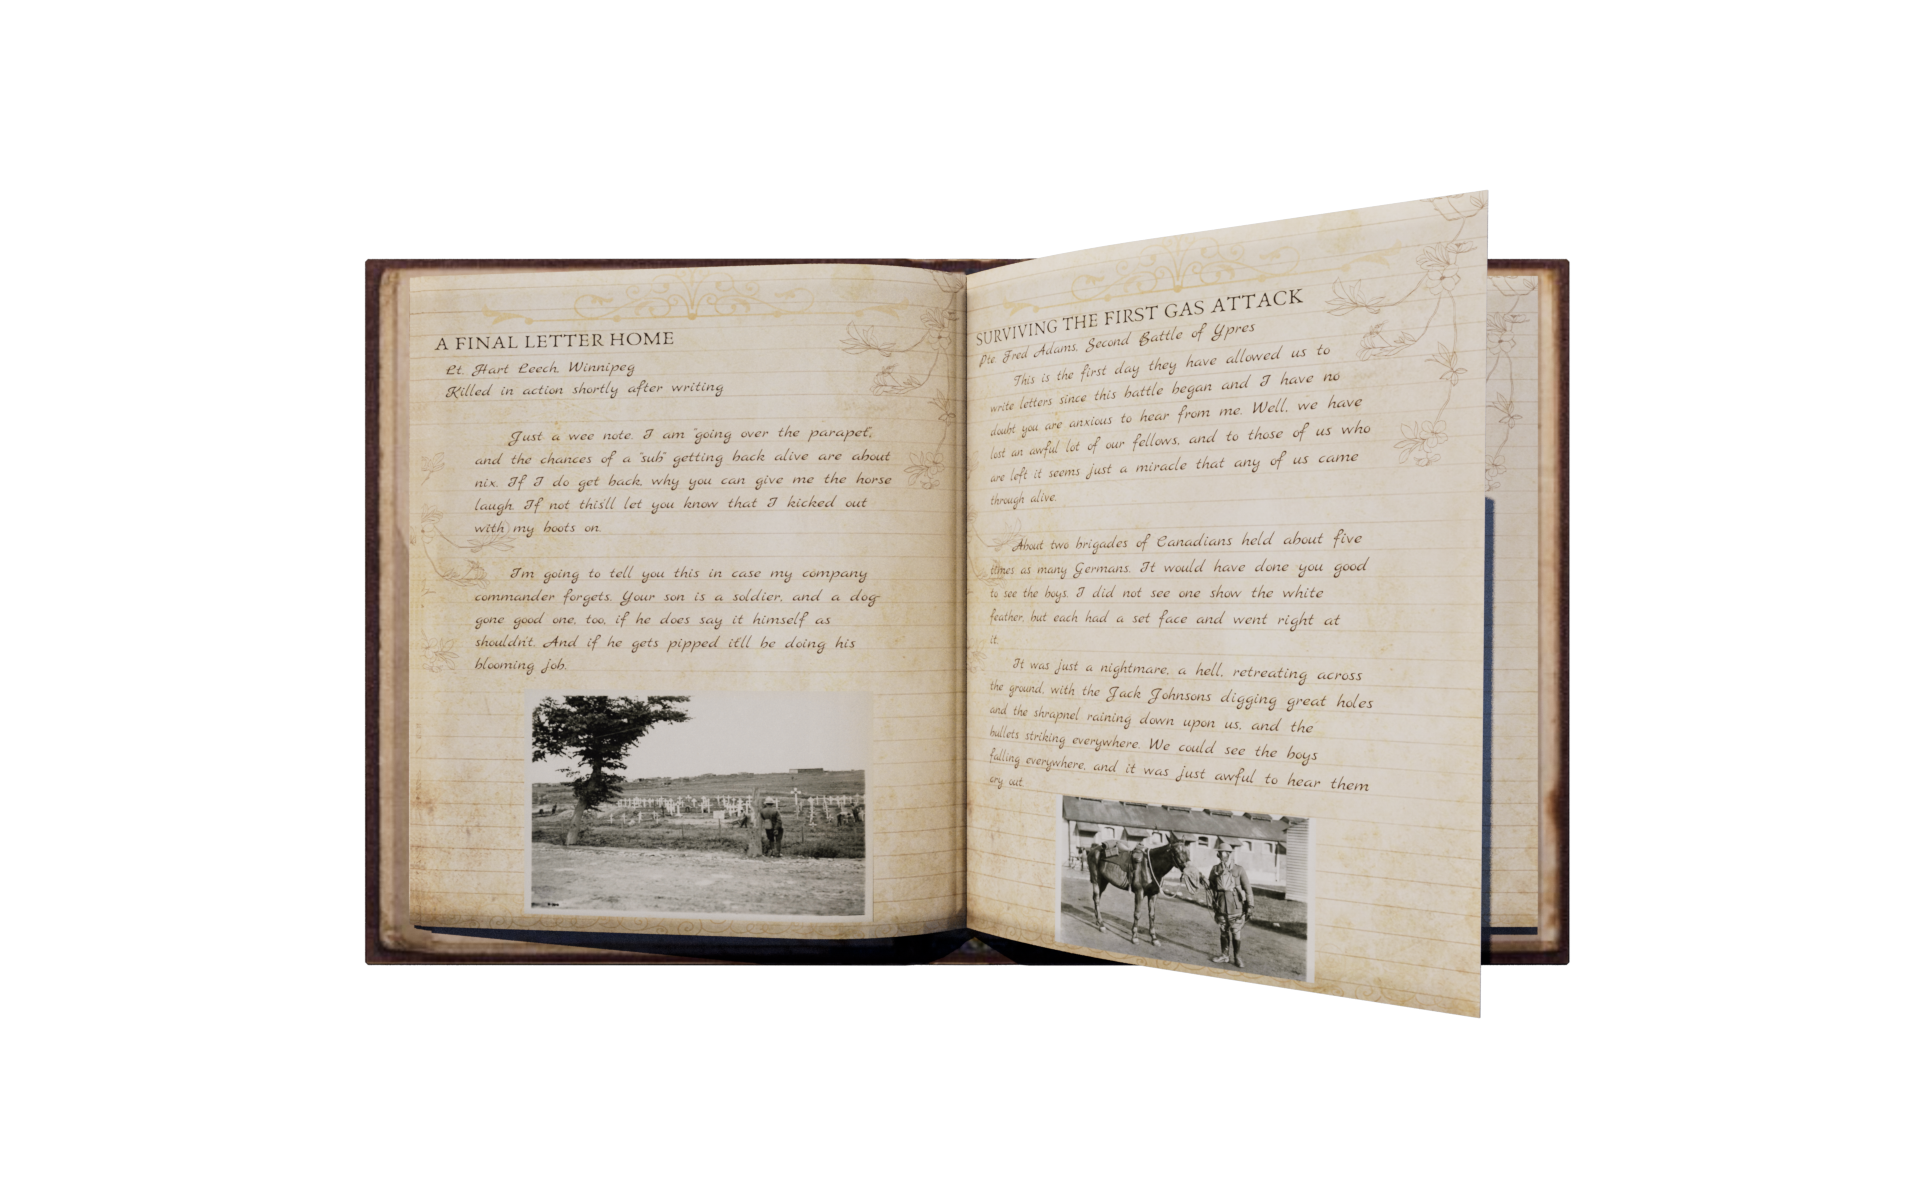 A FINAL LETTER HOME
Lt. Hart Leech, Winnipeg
Killed in action shortly after writing
Just a wee note. I am "going over the parapet",
and the chances of a "sub" getting back alive are about
nix. If I do get back, why you can give me the horse
laugh. If not this'll let you know that I kicked out
with my boots on.
I'm going to tell you this in case my company
commander forgets. Your son is a soldier, and a dog-
gone good one, too, if he does say it himself as
shouldn't. And if he gets pipped it'll be doing his
blooming job.
SURVIVING THE FIRST GAS ATTACK
Pte. Fred Adams, Second Battle of Ypres
This is the first day they have allowed us to
write letters since this battle began and I have no
doubt you are anxious to hear from me. Well, we have
lost an awful lot of our fellows, and to those of us who
are left it seems just a miracle that any of us came
through alive.
About two brigades of Canadians held about five
times as many Germans. It would have done you good
to see the boys. I did not see one show the white
feather, but each had a set face and went right at
it.
It was just a nightmare, a hell, retreating across
the ground, with the Jack Johnsons digging great holes
and the shrapnel raining down upon us, and the
bullets striking everywhere. We could see the boys
falling everywhere, and it was just awful to hear them
cry out.